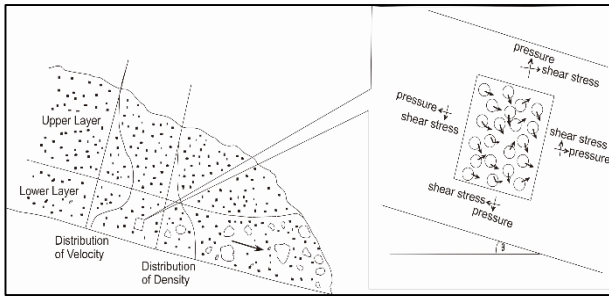 Upper Layer
Lower Layer
Distribution
of Velocity
Distribution
of Density
pressure
shear stress
pressure
shear stress
shear stress
pressure
shear stress
pressure